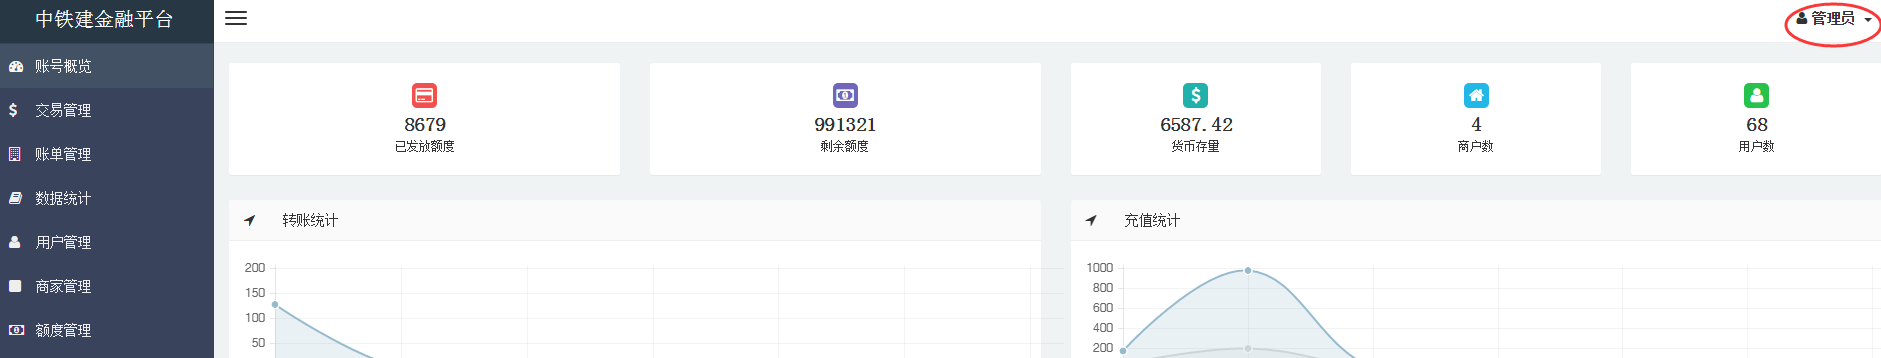 中铁建金融平台
管理员
账号概览
交易管理
账单管理
数据统计
用户管理
商家管理
额度管理
8679
已发放额度
991321
剩余额度
6587.42
货币存量
4
商户数
68
用户数
转账统计
200
150
100
50
充值统计
1000
800
600
400
200